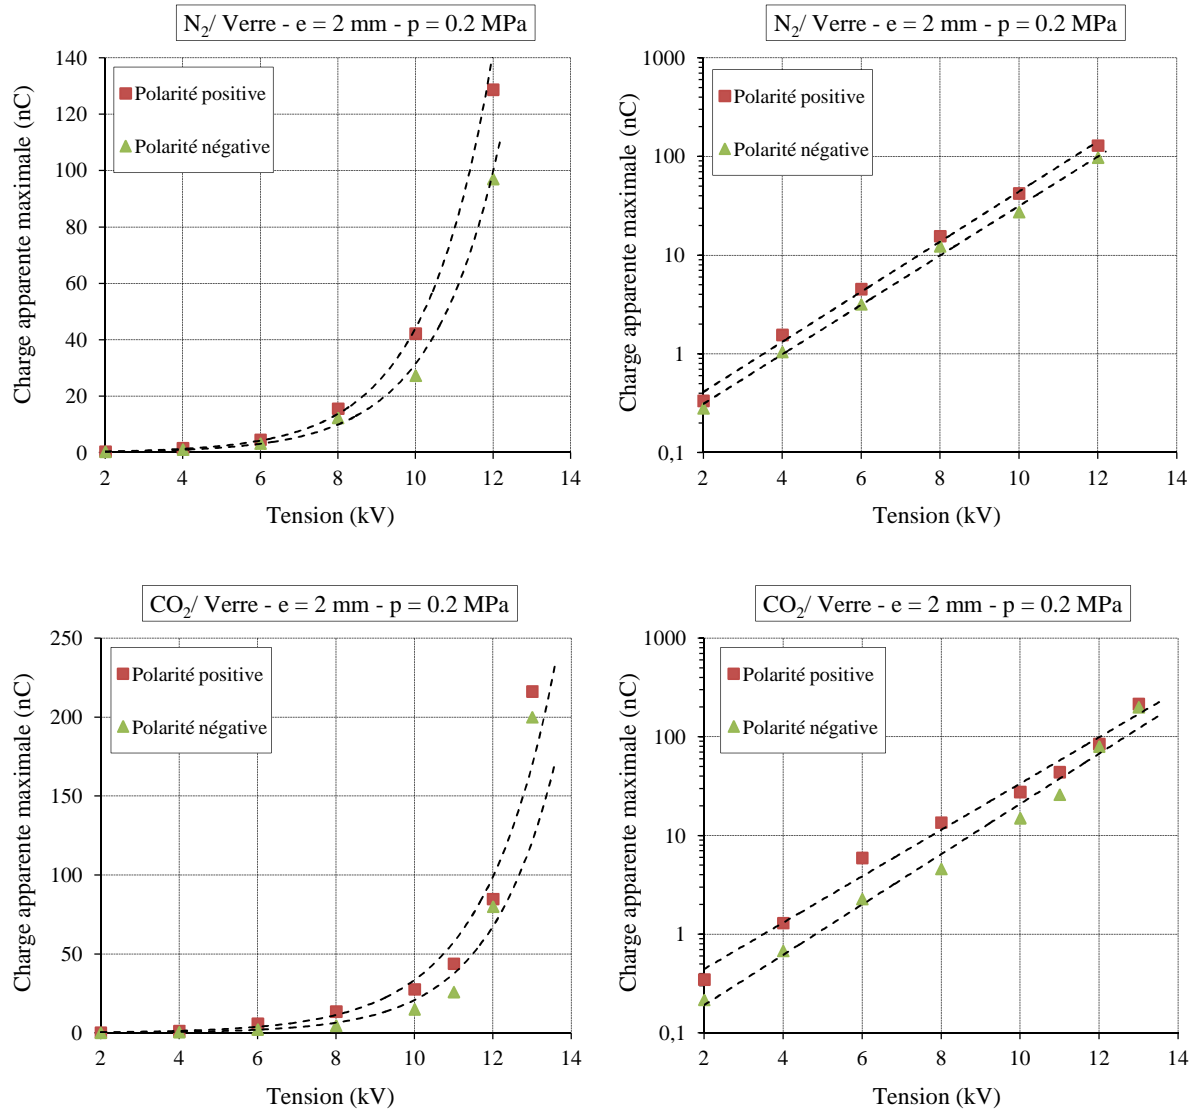 N₂/ Verre - e = 2 mm - p = 0.2 MPa
Charge apparente maximale (nC)
140
120
100
80
60
40
20
0
Polarité positive
Polarité négative
2 4 6 8 10 12 14
Tension (kV)
N₂/ Verre - e = 2 mm - p = 0.2 MPa
Charge apparente maximale (nC)
1000
100
10
1
0,1
Polarité positive
Polarité négative
2 4 6 8 10 12 14
Tension (kV)
CO₂/ Verre - e = 2 mm - p = 0.2 MPa
Charge apparente maximale (nC)
250
200
150
100
50
0
Polarité positive
Polarité négative
2 4 6 8 10 12 14
Tension (kV)
CO₂/ Verre - e = 2 mm - p = 0.2 MPa
Charge apparente maximale (nC)
1000
100
10
1
0,1
Polarité positive
Polarité négative
2 4 6 8 10 12 14
Tension (kV)